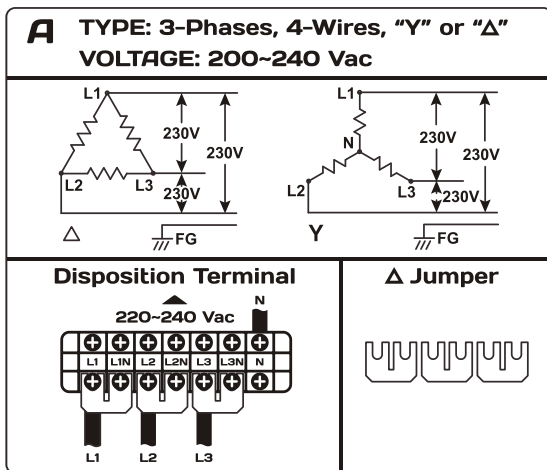 A TYPE: 3-Phases, 4-Wires, “Y” or “Δ”
VOLTAGE: 200~240 Vac
L1
230V
230V
L2
L3
230V
Δ
FG
L1
N
230V
230V
L2
L3
230V
Y
FG
Disposition Terminal
N
220~240 Vac
L1 L1N L2 L2N L3 L3N N
L1 L2 L3
Δ Jumper